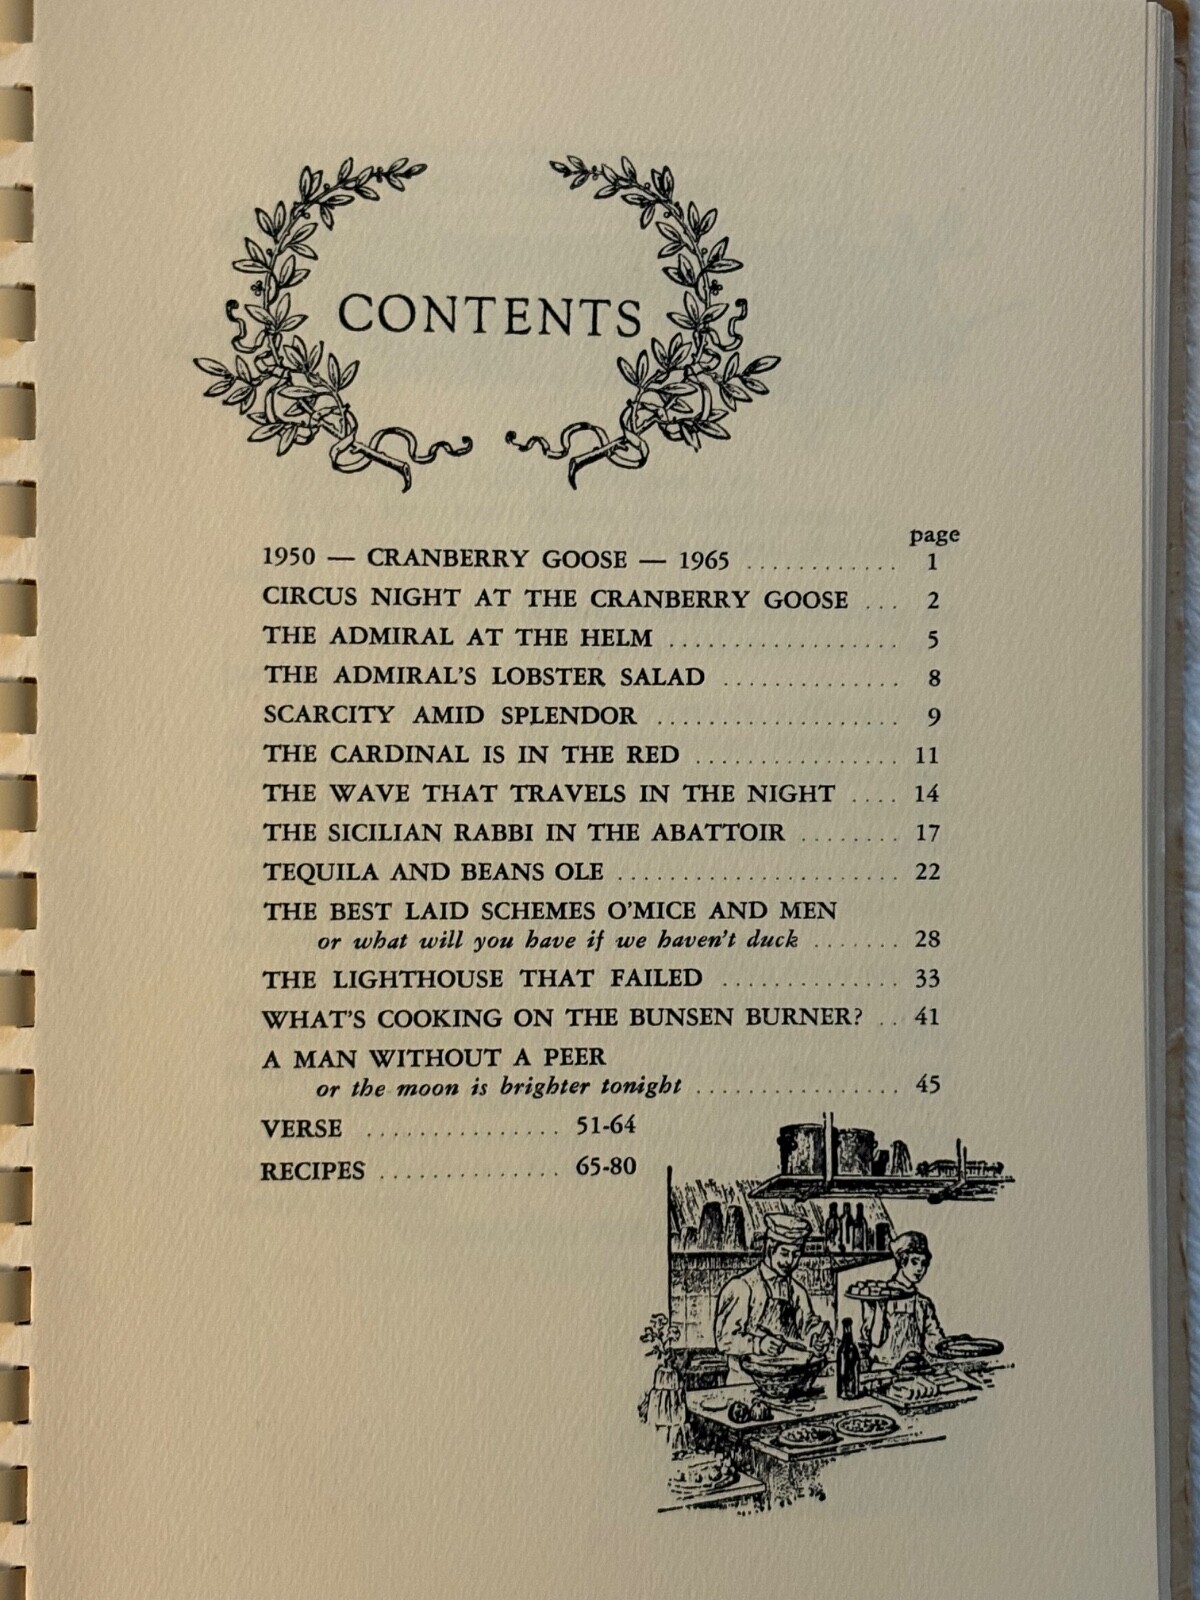 CONTENTS
page
1950 — CRANBERRY GOOSE — 1965 ............ 1
CIRCUS NIGHT AT THE CRANBERRY GOOSE ... 2
THE ADMIRAL AT THE HELM .................. 5
THE ADMIRAL'S LOBSTER SALAD .............. 8
SCARCITY AMID SPLENDOR ................... 9
THE CARDINAL IS IN THE RED ................ 11
THE WAVE THAT TRAVELS IN THE NIGHT .... 14
THE SICILIAN RABBI IN THE ABATTOIR ........ 17
TEQUILA AND BEANS OLE ...................... 22
THE BEST LAID SCHEMES O'MICE AND MEN
or what will you have if we haven't duck ....... 28
THE LIGHTHOUSE THAT FAILED .............. 33
WHAT'S COOKING ON THE BUNSEN BURNER? .. 41
A MAN WITHOUT A PEER
or the moon is brighter tonight ................ 45
VERSE ............... 51-64
RECIPES .............. 65-80